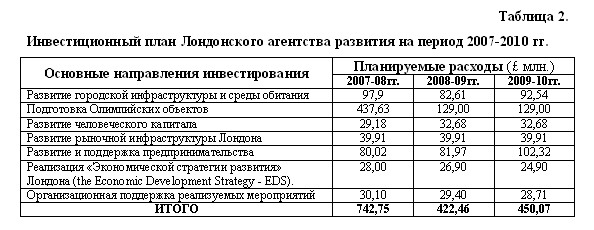 Таблица 2.
Инвестиционный план Лондонского агентства развития на период 2007-2010 гг.
Основные направления инвестирования Планируемые расходы (£ млн.)
2007-08гг. 2008-09гг. 2009-10гг.
Развитие городской инфраструктуры и среды обитания 97,9 82,61 92,54
Подготовка Олимпийских объектов 437,63 129,00 129,00
Развитие человеческого капитала 29,18 32,68 32,68
Развитие рыночной инфраструктуры Лондона 39,91 39,91 39,91
Развитие и поддержка предпринимательства 80,02 81,97 102,32
Реализация «Экономической стратегии развития» 28,00 26,90 24,90
Лондона (the Economic Development Strategy - EDS).
Организационная поддержка реализуемых мероприятий 30,10 29,40 28,71
ИТОГО 742,75 422,46 450,07